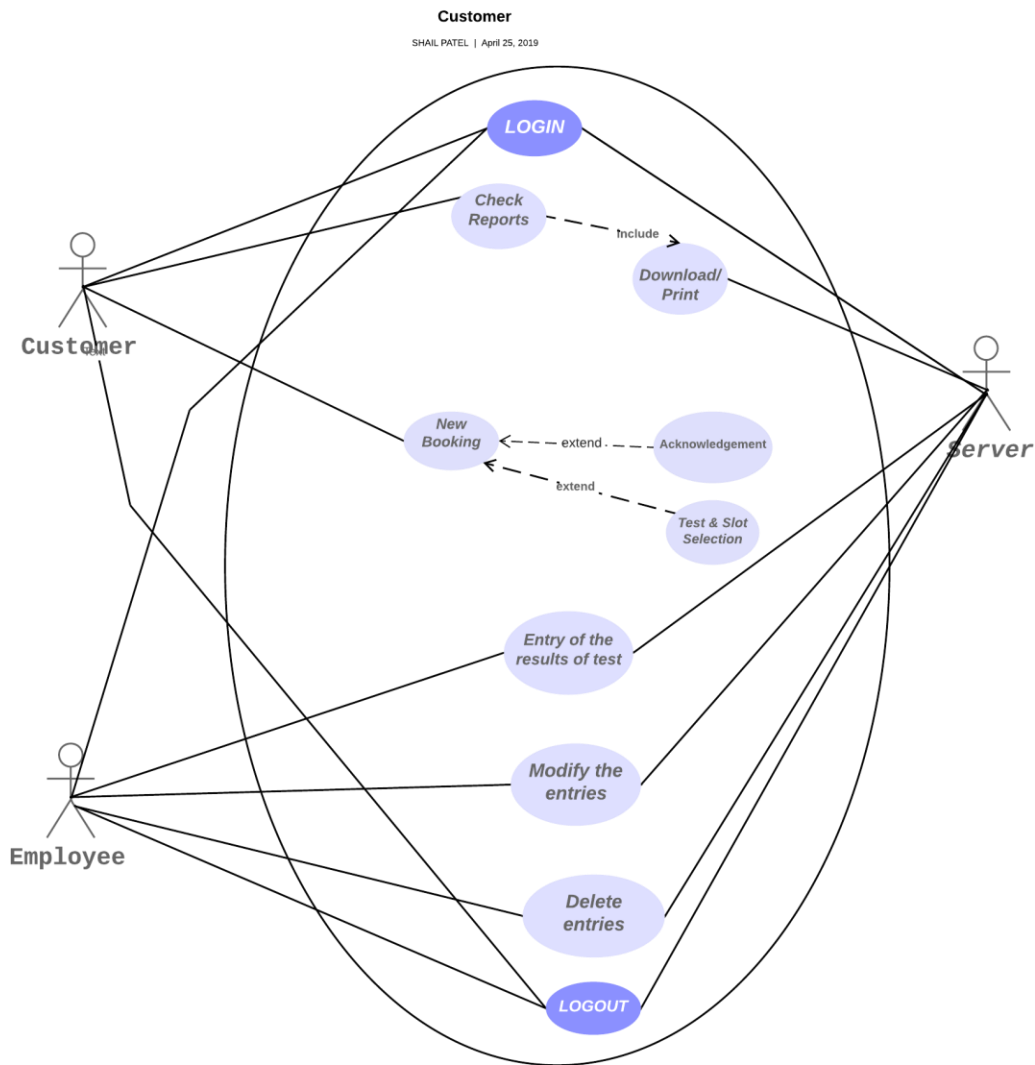 Customer
SHAIL PATEL | April 25, 2019
LOGIN
Check
Reports
Include
Download/
Print
Customer
Text
Server
New
Booking
extend
Acknowledgement
extend
Test & Slot
Selection
Entry of the
results of test
Modify the
entries
Employee
Delete
entries
LOGOUT